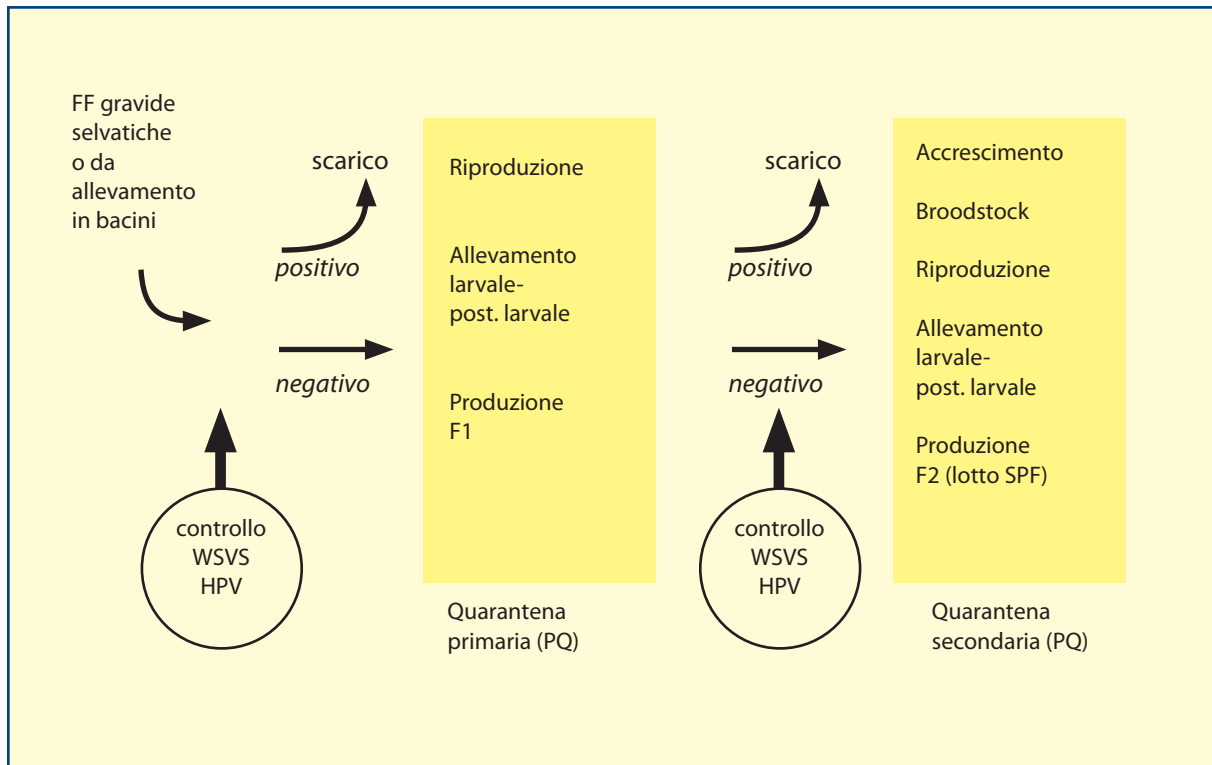 FF gravide
selvatiche
o da
allevamento
in bacini
scarico
positivo
negativo
controllo
WSVS
HPV
Riproduzione
Allevamento
larvale-
post. larvale
Produzione
F1
Quarantena
primaria (PQ)
scarico
positivo
negativo
controllo
WSVS
HPV
Accrescimento
Broodstock
Riproduzione
Allevamento
larvale-
post. larvale
Produzione
F2 (lotto SPF)
Quarantena
secondaria (PQ)